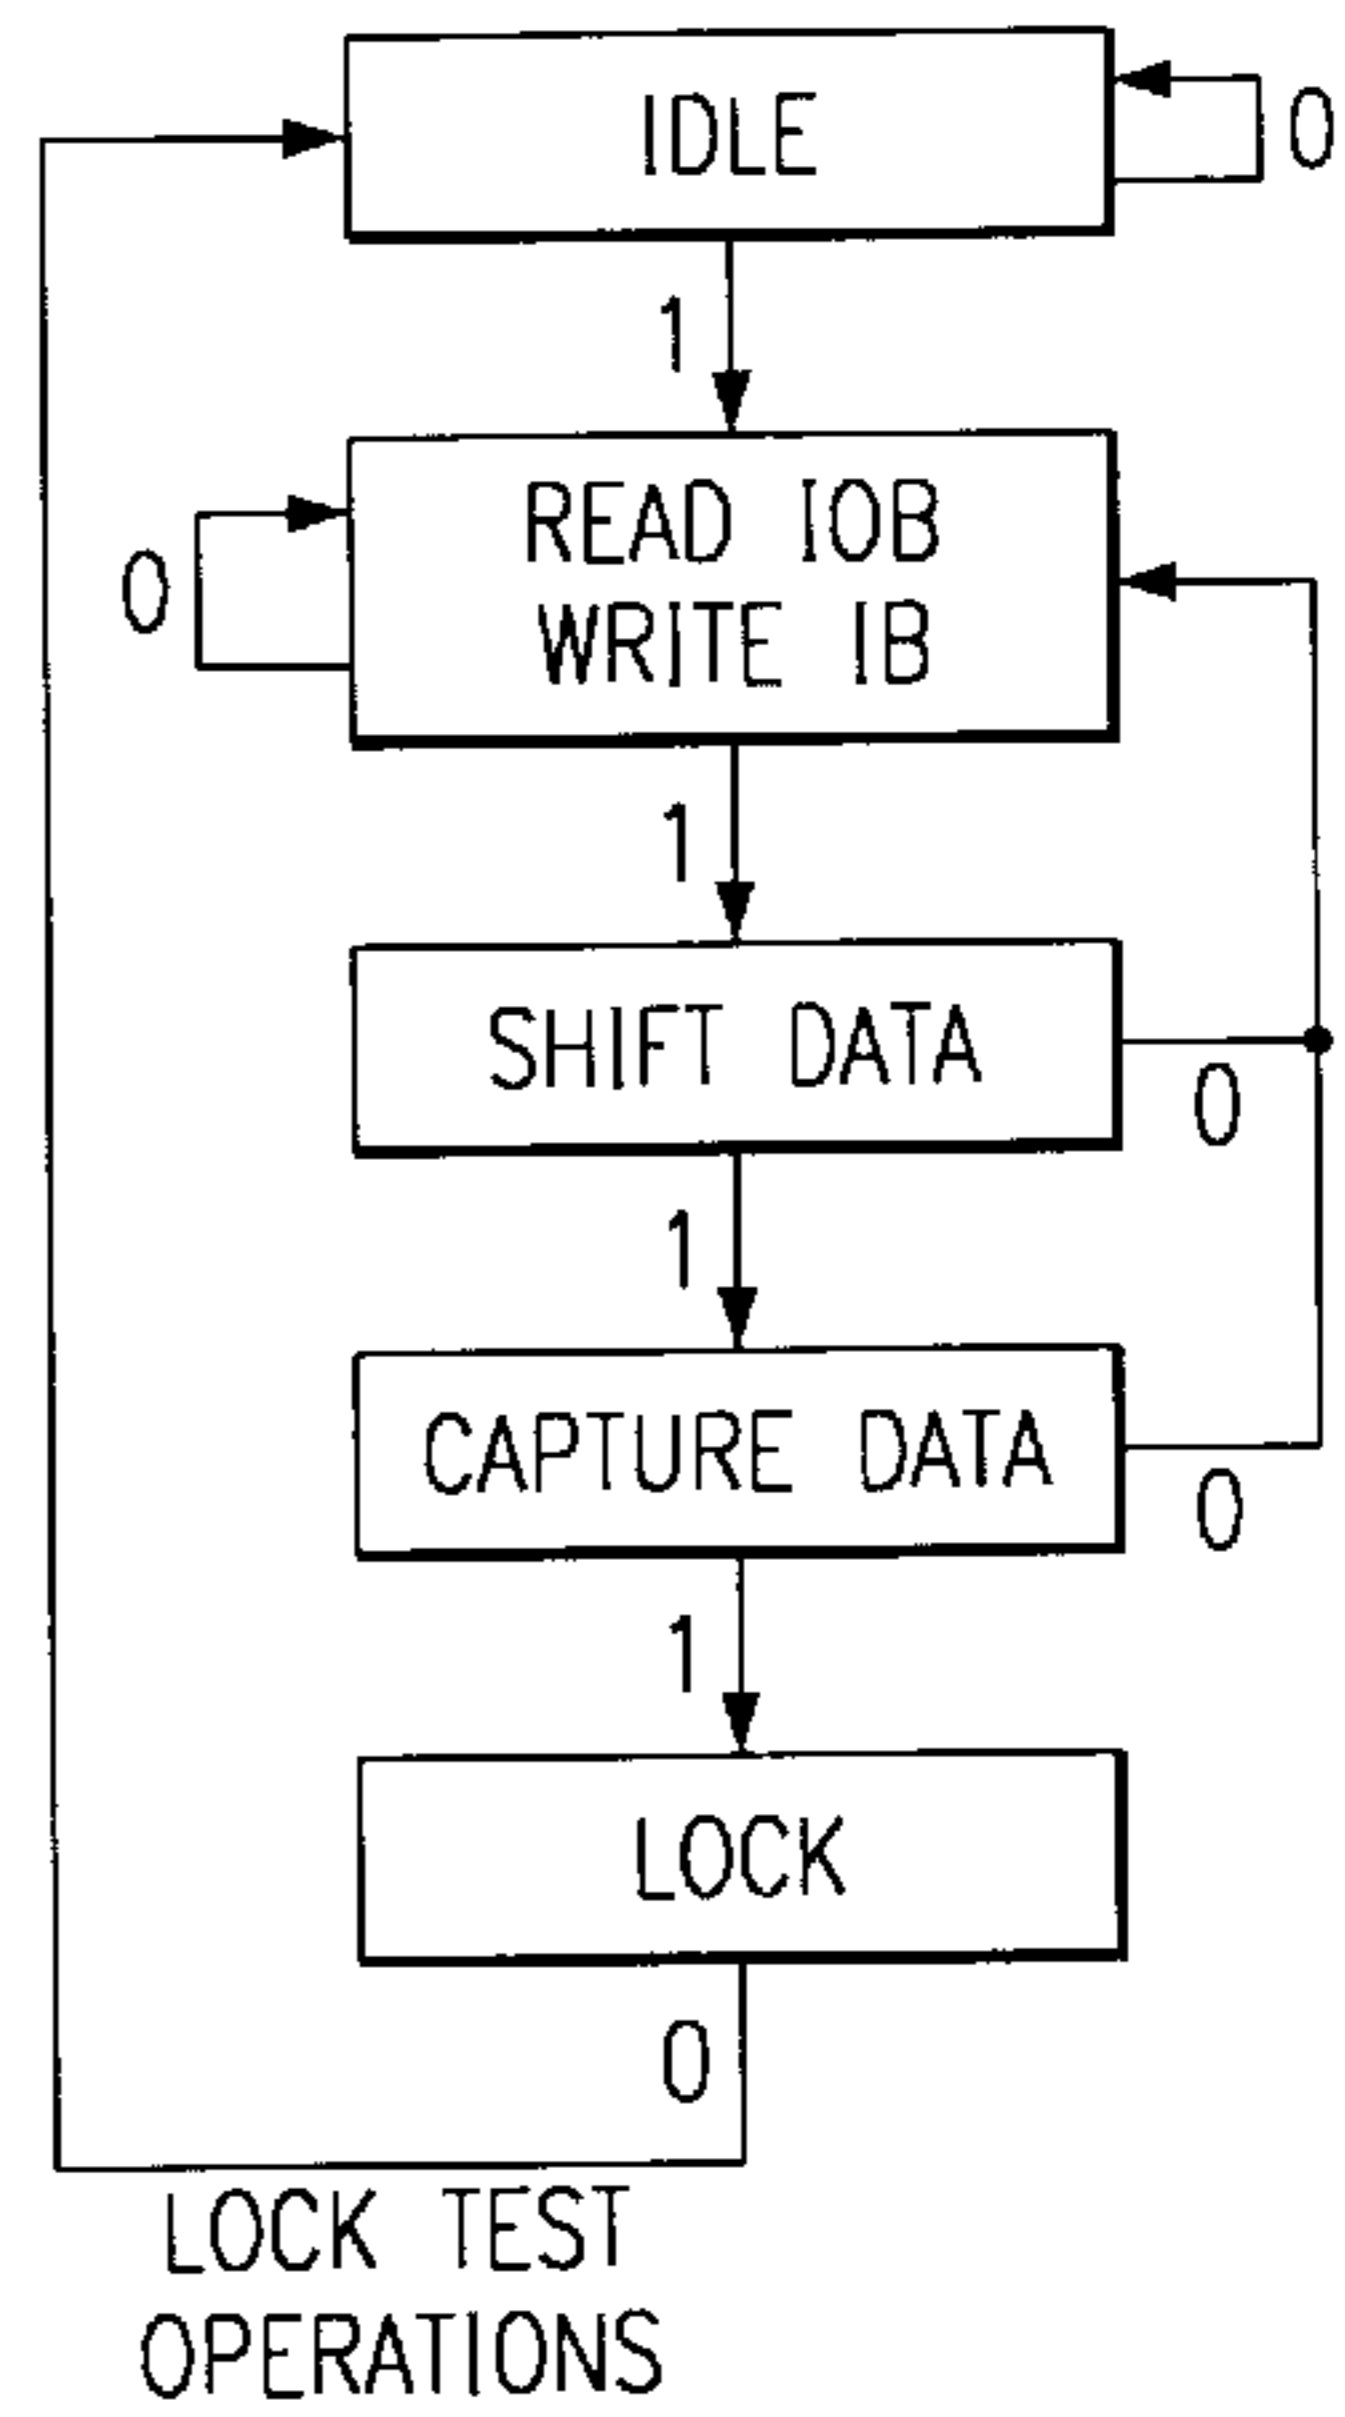 IDLE
0
1
READ IOB
WRITE IB
0
1
SHIFT DATA
0
1
CAPTURE DATA
0
1
LOCK
0
LOCK TEST
OPERATIONS